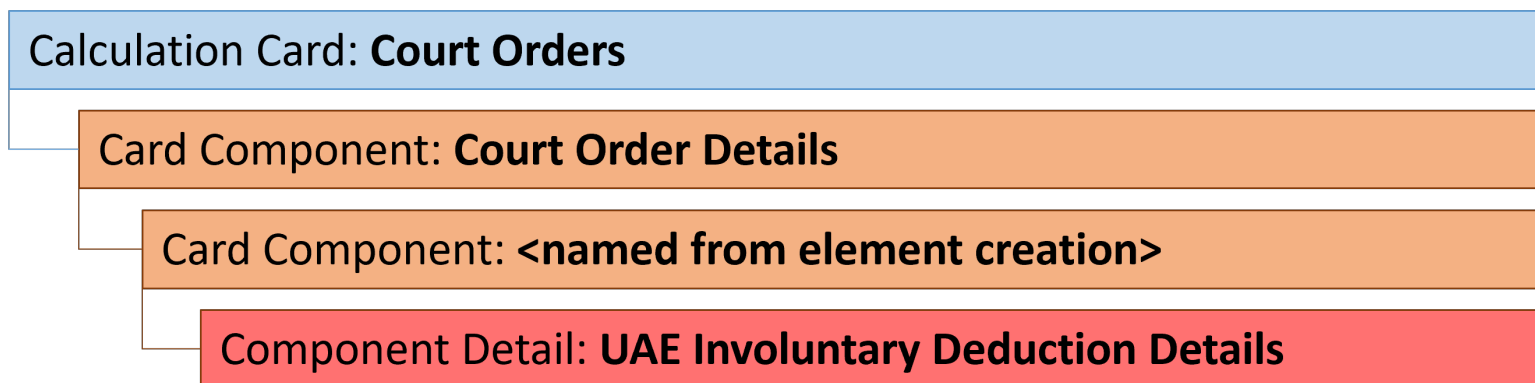 Calculation Card: Court Orders
Card Component: Court Order Details
Card Component: <named from element creation>
Component Detail: UAE Involuntary Deduction Details